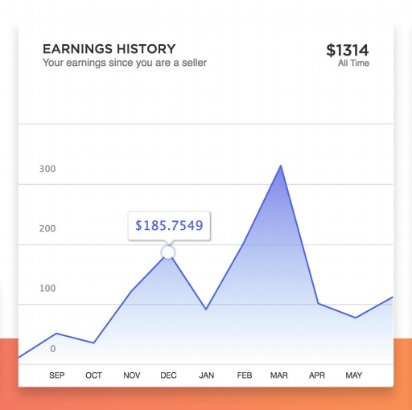 EARNINGS HISTORY
$1314
Your earnings since you are a seller
All Time
300
200
$185.7549
100
0
SEP OCT NOV DEC JAN FEB MAR APR MAY